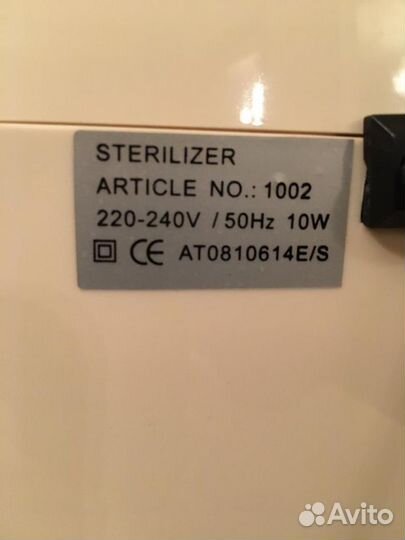 STERILIZER
ARTICLE NO.: 1002
220-240V / 50Hz 10W
CE AT0810614E/S
Avito